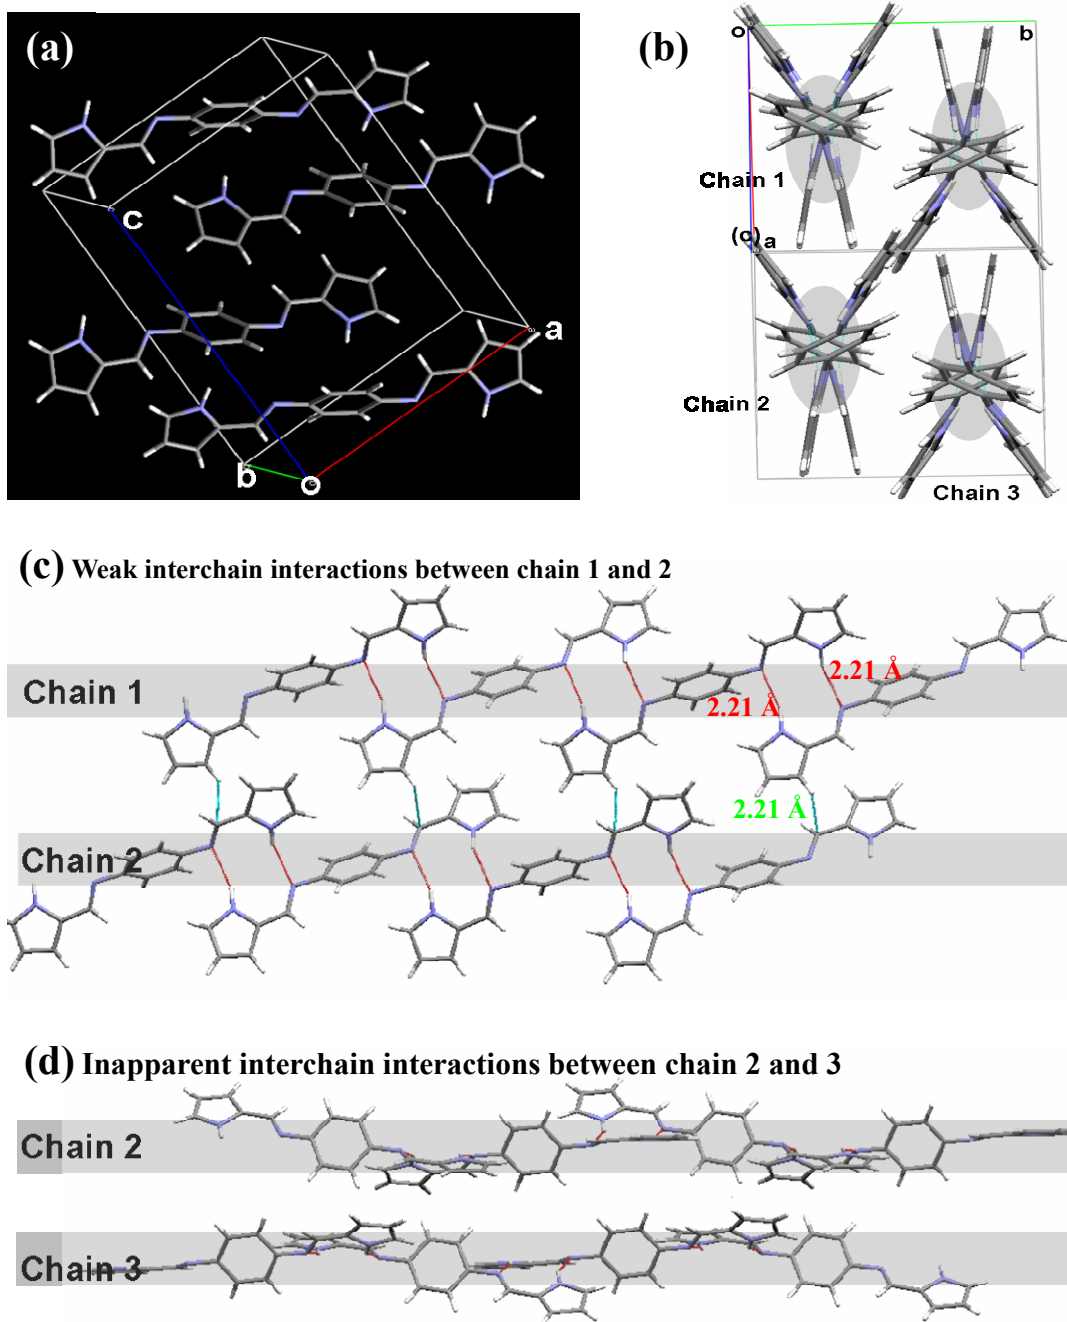 (a)
c
a
b
o
(b)
o
b
Chain 1
(c)
a
Chain 2
Chain 3
(c) Weak interchain interactions between chain 1 and 2
Chain 1
2.21 Å
2.21 Å
2.21 Å
Chain 2
(d) Inapparent interchain interactions between chain 2 and 3
Chain 2
Chain 3